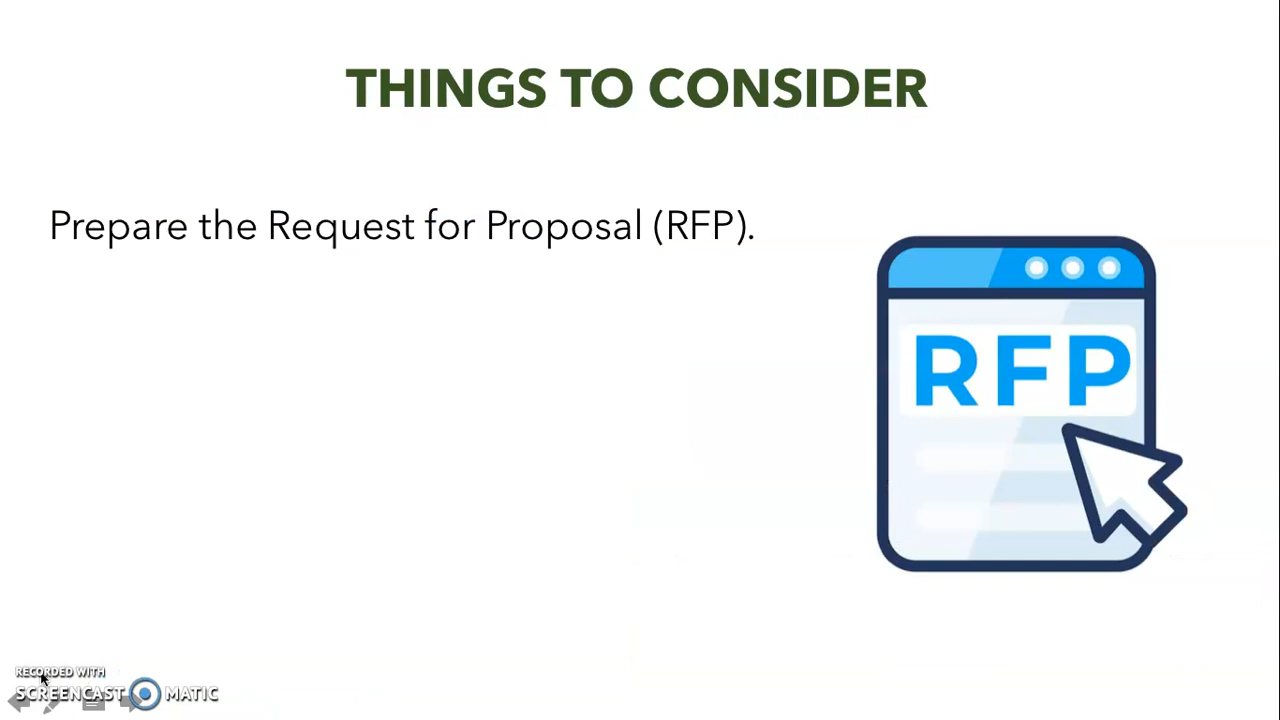 THINGS TO CONSIDER
Prepare the Request for Proposal (RFP).
RFP
RECORDED WITH
SCREENCAST MATIC